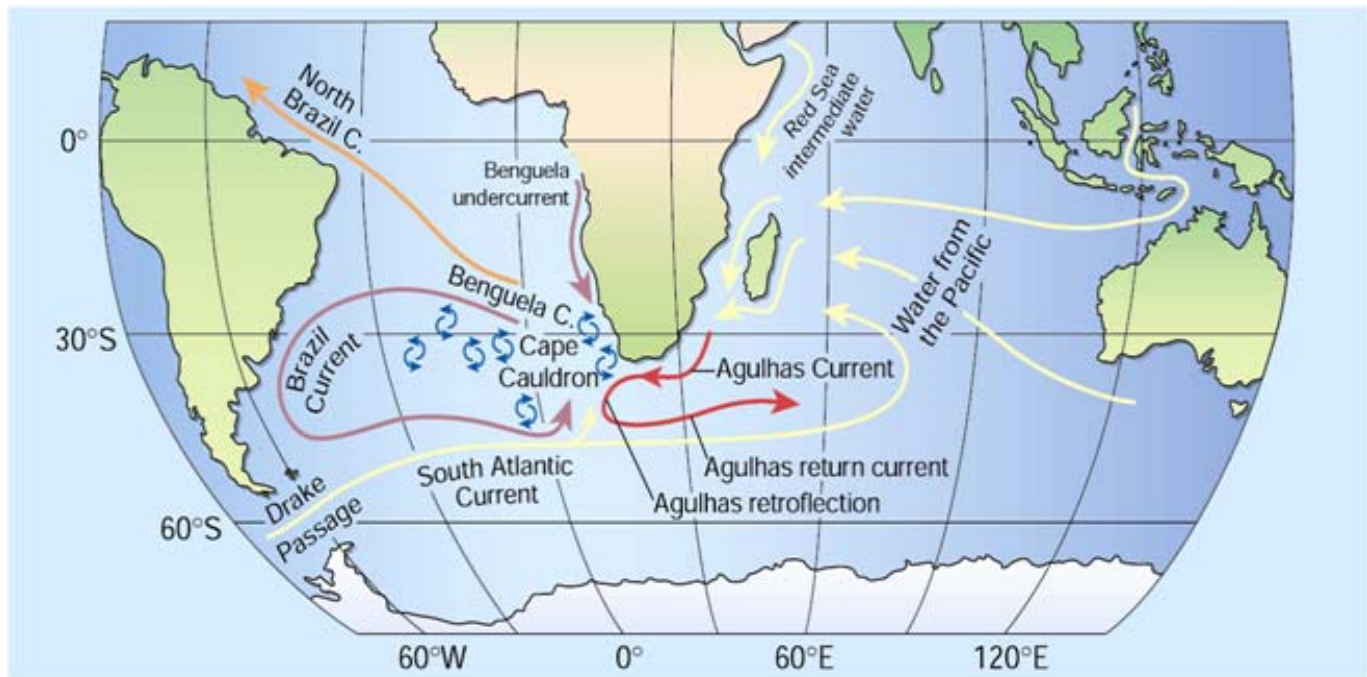 North
Brazil C.
Red Sea
intermediate
water
0°
Benguela
undercurrent
Water from
the Pacific
Benguela C.
30°S
Brazil
Current
Cape
Cauldron
Agulhas Current
South Atlantic
Current
Agulhas return current
Agulhas retroflection
Drake
Passage
60°S
60°W 0° 60°E 120°E